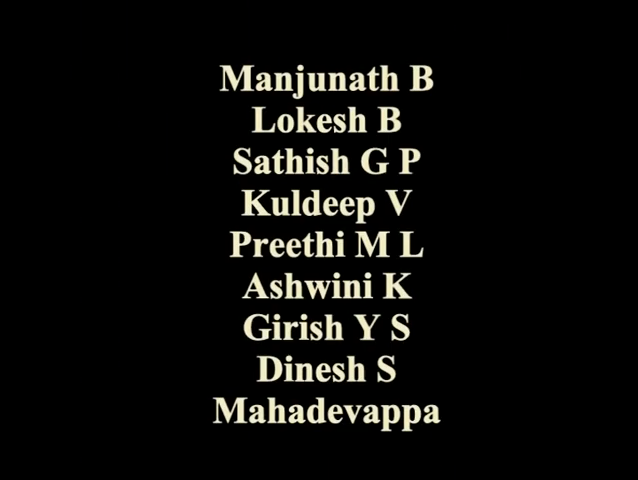 Manjunath B
Lokesh B
Sathish G P
Kuldeep V
Preethi M L
Ashwini K
Girish Y S
Dinesh S
Mahadevappa